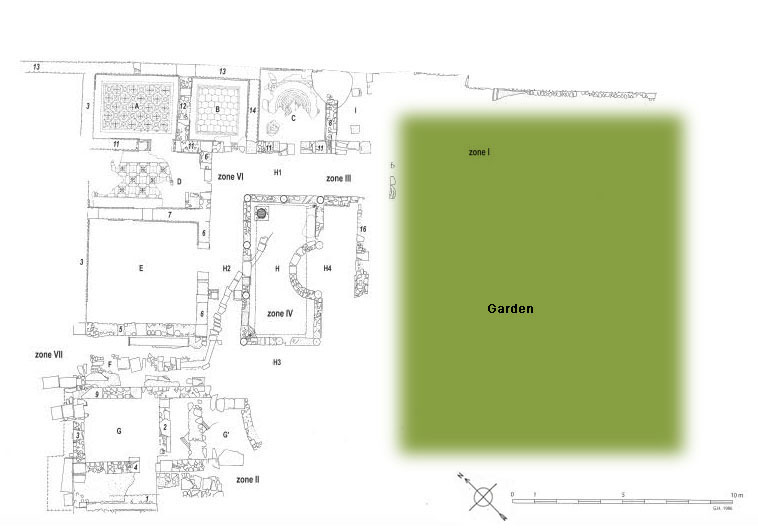 13
13
3
A
12
B
14
C
8
I
11
11
11
11
6
zone I
D
zone VI
H1
zone III
7
6
16
3
E
H2
H
H4
6
zone IV
Garden
5
zone VII
F
H3
9
3
G
2
G'
4
zone II
1
N
0
1
5
10 m